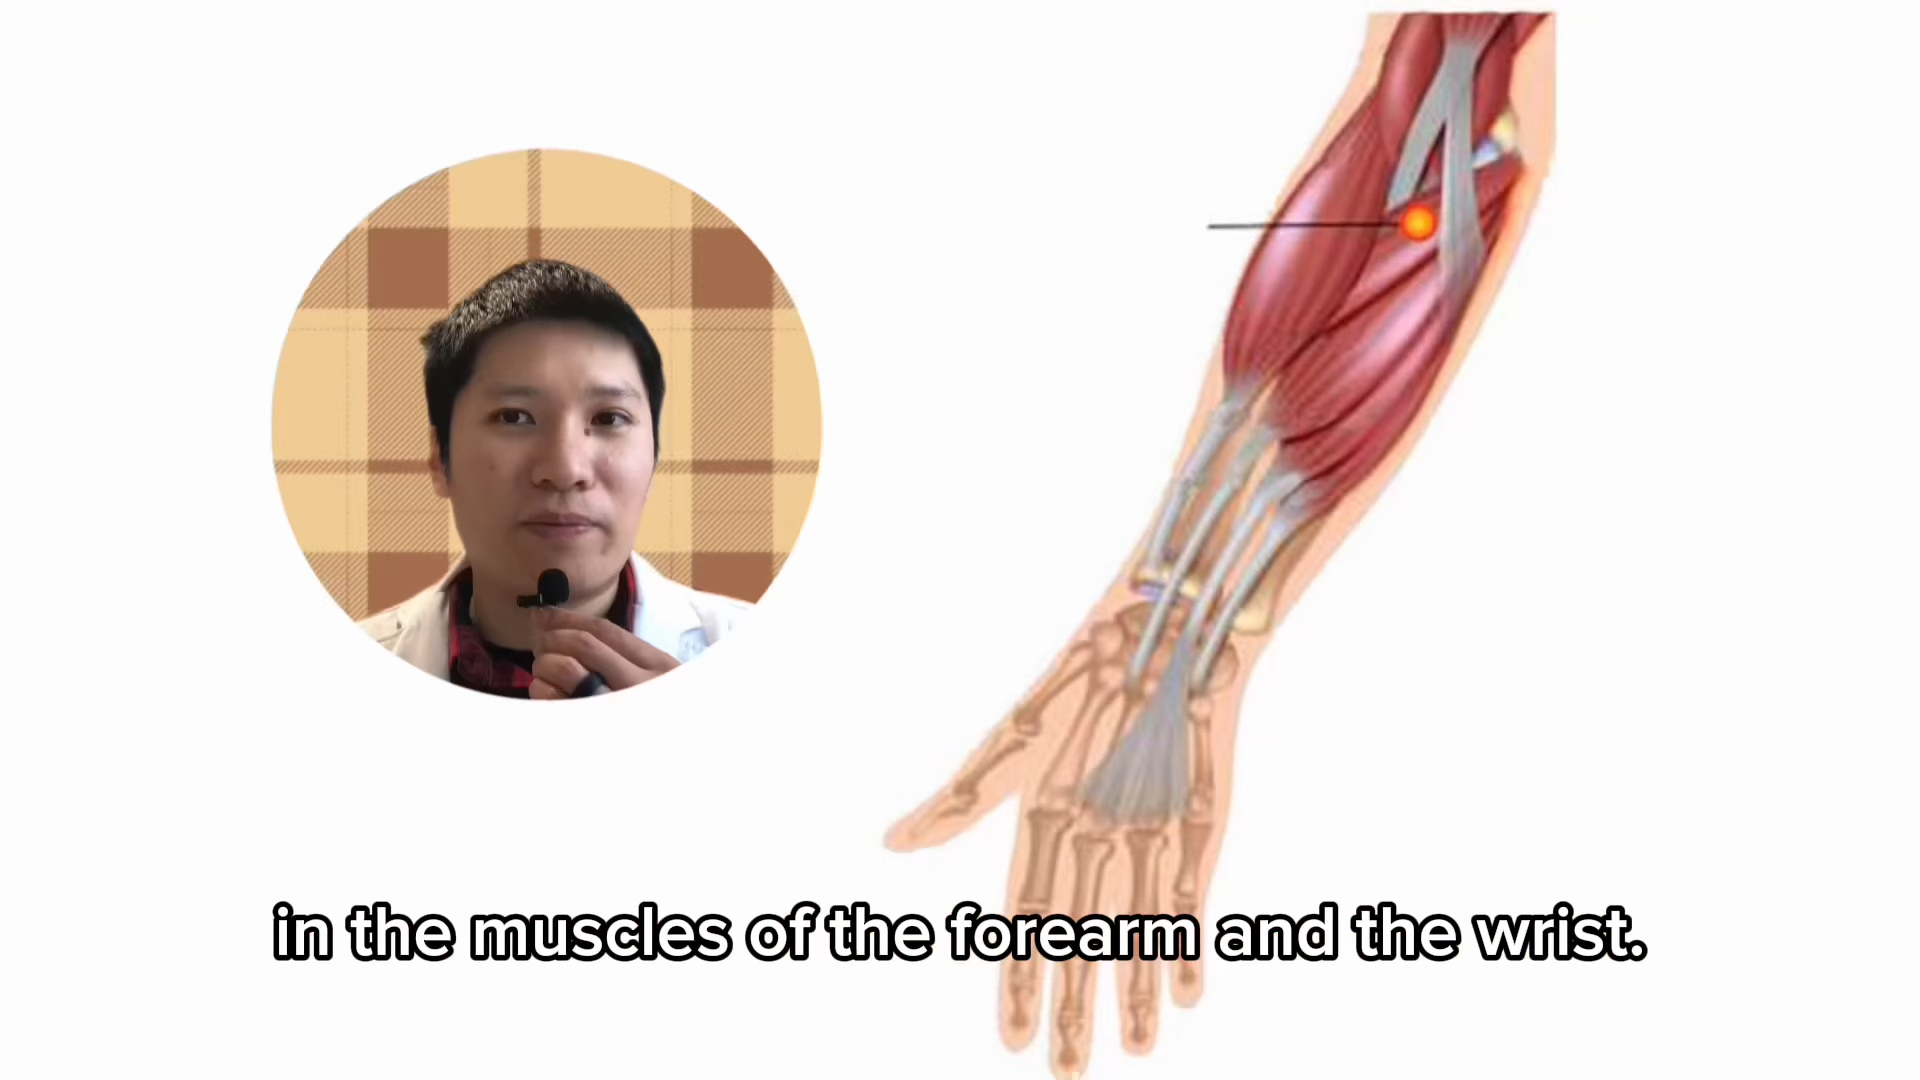 in the muscles of the forearm and the wrist.